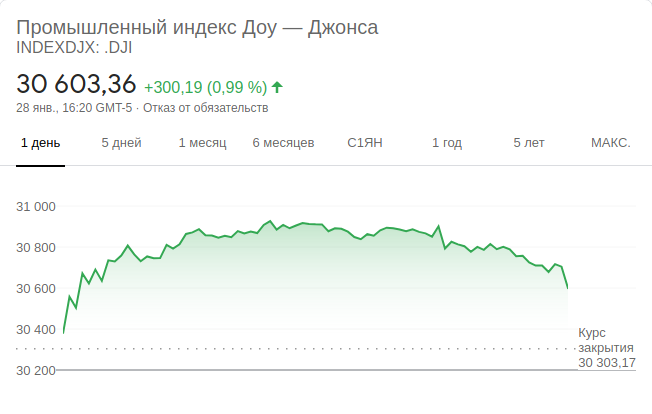 Промышленный индекс Доу — Джонса
INDEXDJX: .DJI
30 603,36 +300,19 (0,99 %)
28 янв., 16:20 GMT-5 · Отказ от обязательств
1 день 5 дней 1 месяц 6 месяцев С1ЯН 1 год 5 лет МАКС.
31 000
30 800
30 600
30 400
Курс
закрытия
30 303,17
30 200